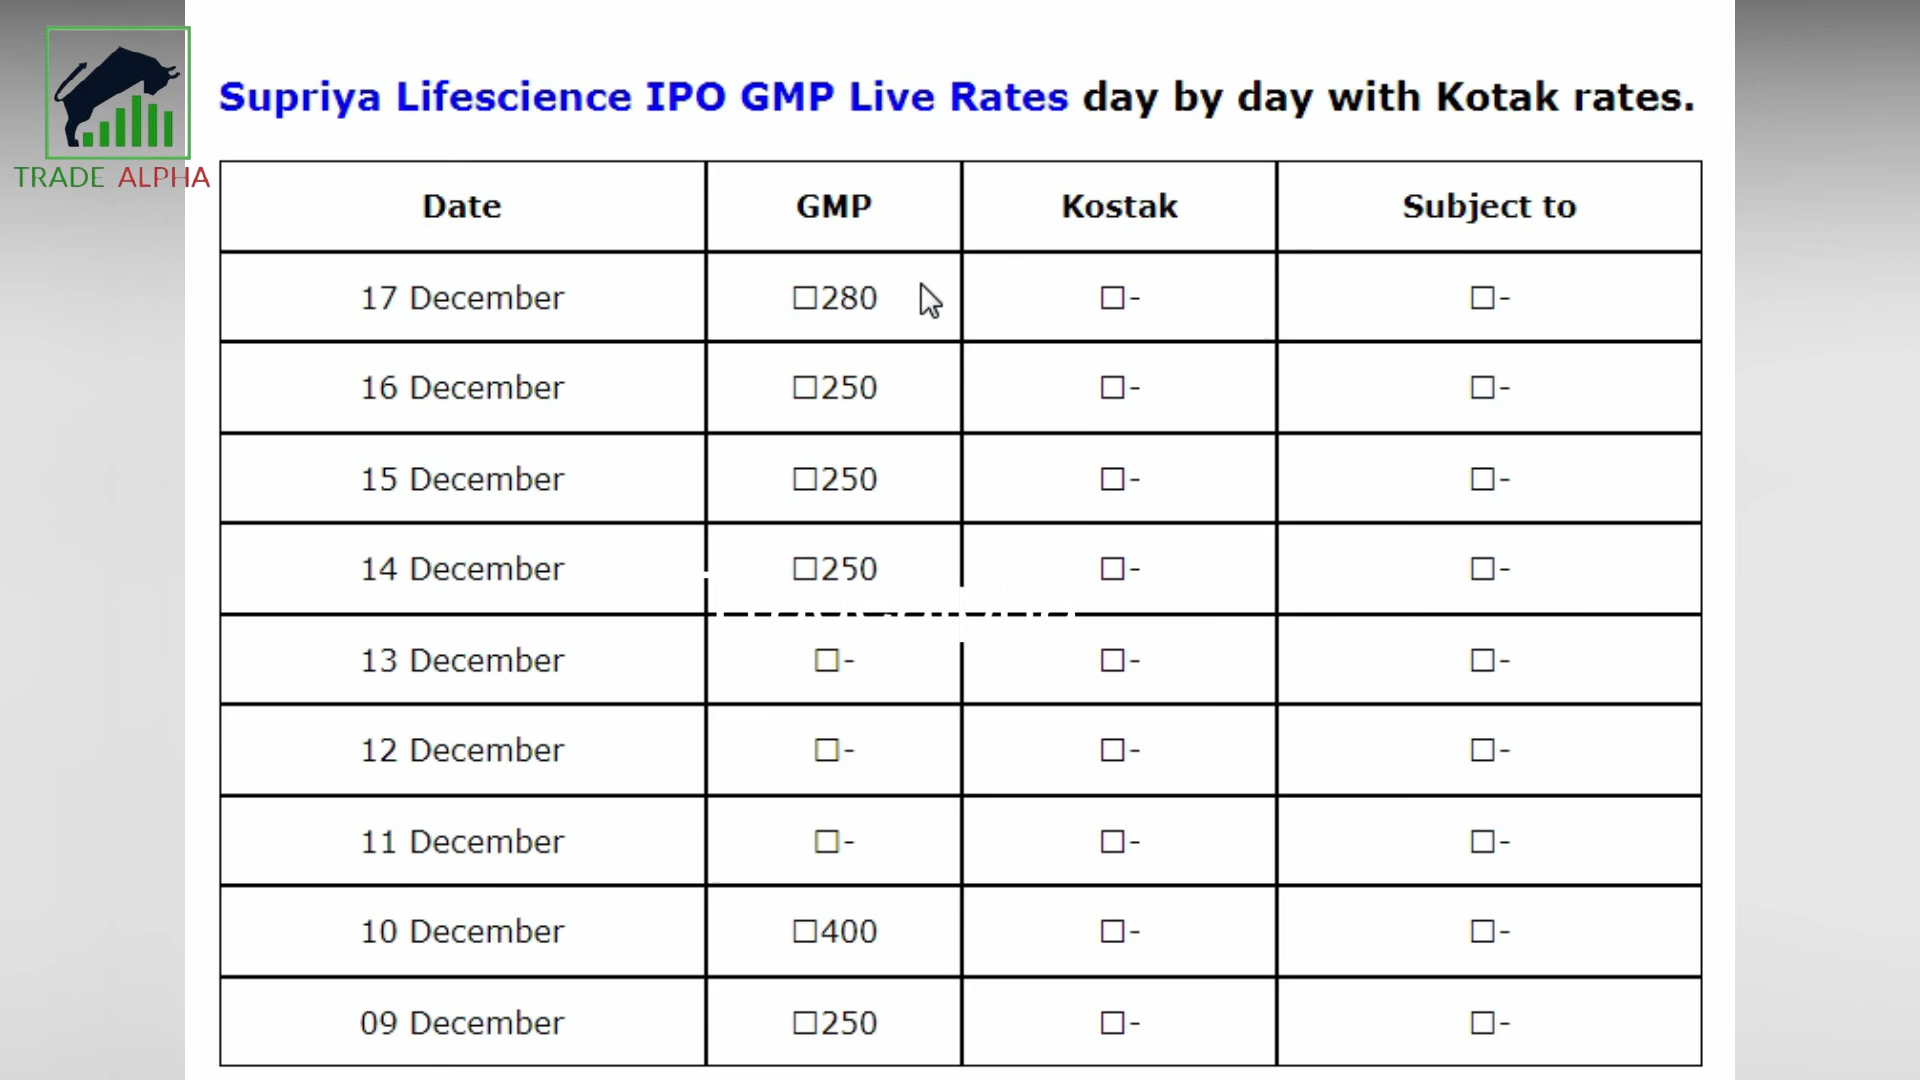 TRADE ALPHA
Supriya Lifescience IPO GMP Live Rates day by day with Kotak rates.
Date GMP Kostak Subject to
17 December □280 □- □-
16 December □250 □- □-
15 December □250 □- □-
14 December □250 □- □-
13 December □- □- □-
12 December □- □- □-
11 December □- □- □-
10 December □400 □- □-
09 December □250 □- □-